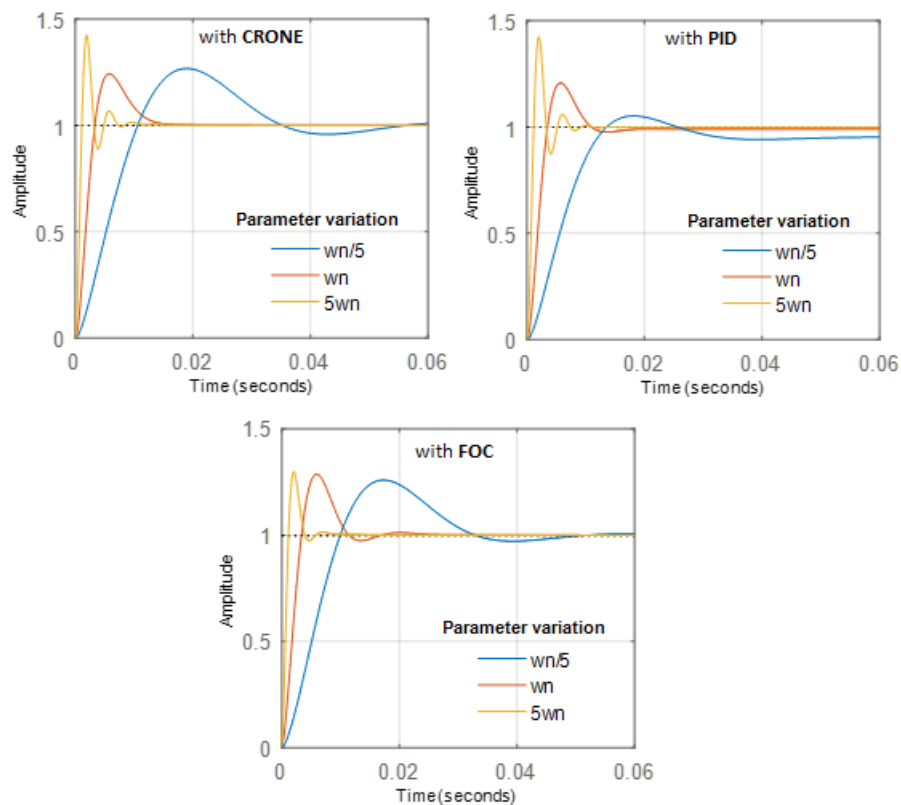 with CRONE
1.5
1
0.5
0
Amplitude
Parameter variation
wn/5
wn
5wn
0 0.02 0.04 0.06
Time (seconds)
with PID
1.5
1
0.5
0
Amplitude
Parameter variation
wn/5
wn
5wn
0 0.02 0.04 0.06
Time (seconds)
with FOC
1.5
1
0.5
0
Amplitude
Parameter variation
wn/5
wn
5wn
0 0.02 0.04 0.06
Time (seconds)